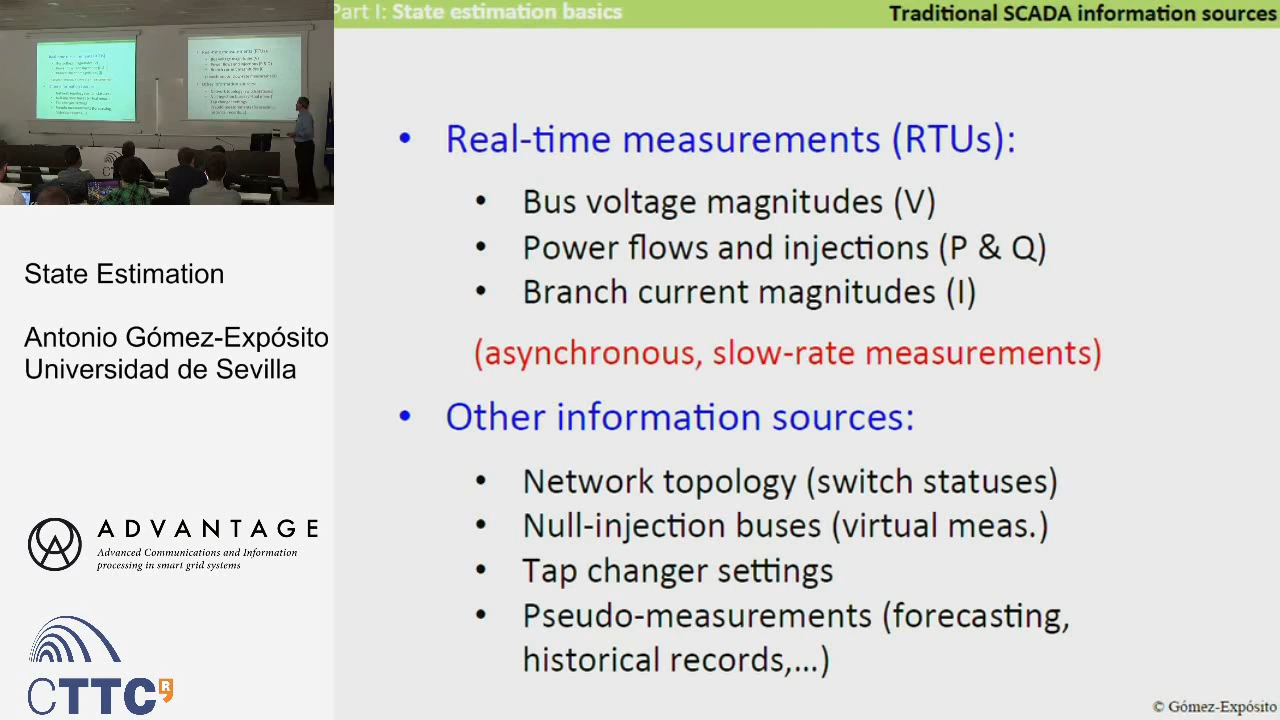 Part I: State estimation basics
Traditional SCADA information sources
• Real-time measurements (RTUs):
• Bus voltage magnitudes (V)
• Power flows and injections (P & Q)
• Branch current magnitudes (I)
(asynchronous, slow-rate measurements)
• Other information sources:
• Network topology (switch statuses)
• Null-injection buses (virtual meas.)
• Tap changer settings
• Pseudo-measurements (forecasting,
historical records,...)
© Gómez-Expósito
State Estimation
Antonio Gómez-Expósito
Universidad de Sevilla
ADVANTAGE
Advanced Communications and Information
processing in smart grid systems
CTTC
R